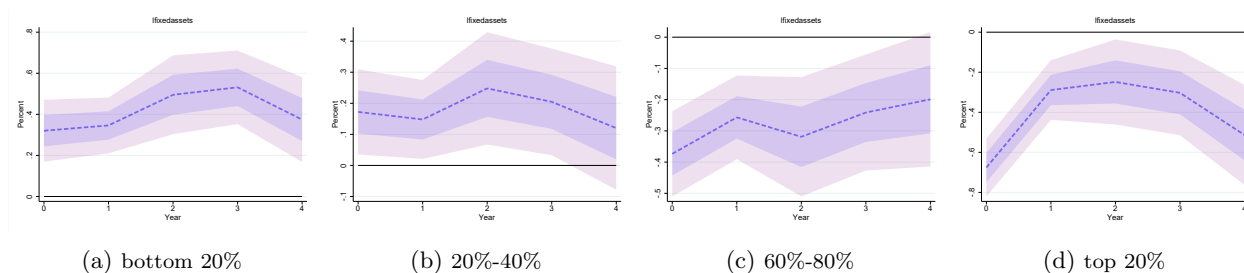 lfixedassets
Percent
.8
.6
.4
.2
0
0 1 2 3 4
Year
(a) bottom 20%
lfixedassets
Percent
.4
.3
.2
.1
0
-.1
0 1 2 3 4
Year
(b) 20%-40%
lfixedassets
Percent
0
-.1
-.2
-.3
-.4
-.5
0 1 2 3 4
Year
(c) 60%-80%
lfixedassets
Percent
0
-.2
-.4
-.6
-.8
0 1 2 3 4
Year
(d) top 20%